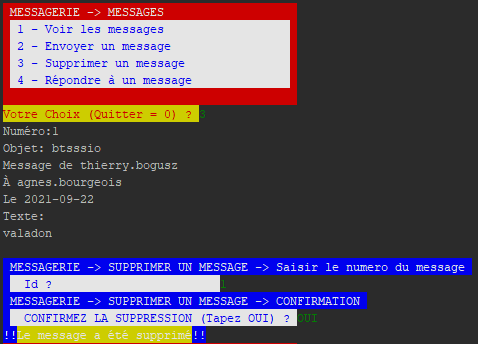 MESSAGERIE -> MESSAGES
1 - Voir les messages
2 - Envoyer un message
3 - Supprimer un message
4 - Répondre à un message
Votre Choix (Quitter = 0) ? 3
Numéro:1
Objet: btsssio
Message de thierry.bogusz
À agnes.bourgeois
Le 2021-09-22
Texte:
valadon
MESSAGERIE -> SUPPRIMER UN MESSAGE -> Saisir le numero du message
Id ? 1
MESSAGERIE -> SUPPRIMER UN MESSAGE -> CONFIRMATION
CONFIRMEZ LA SUPPRESSION (Tapez OUI) ? OUI
!!Le message a été supprimé!!